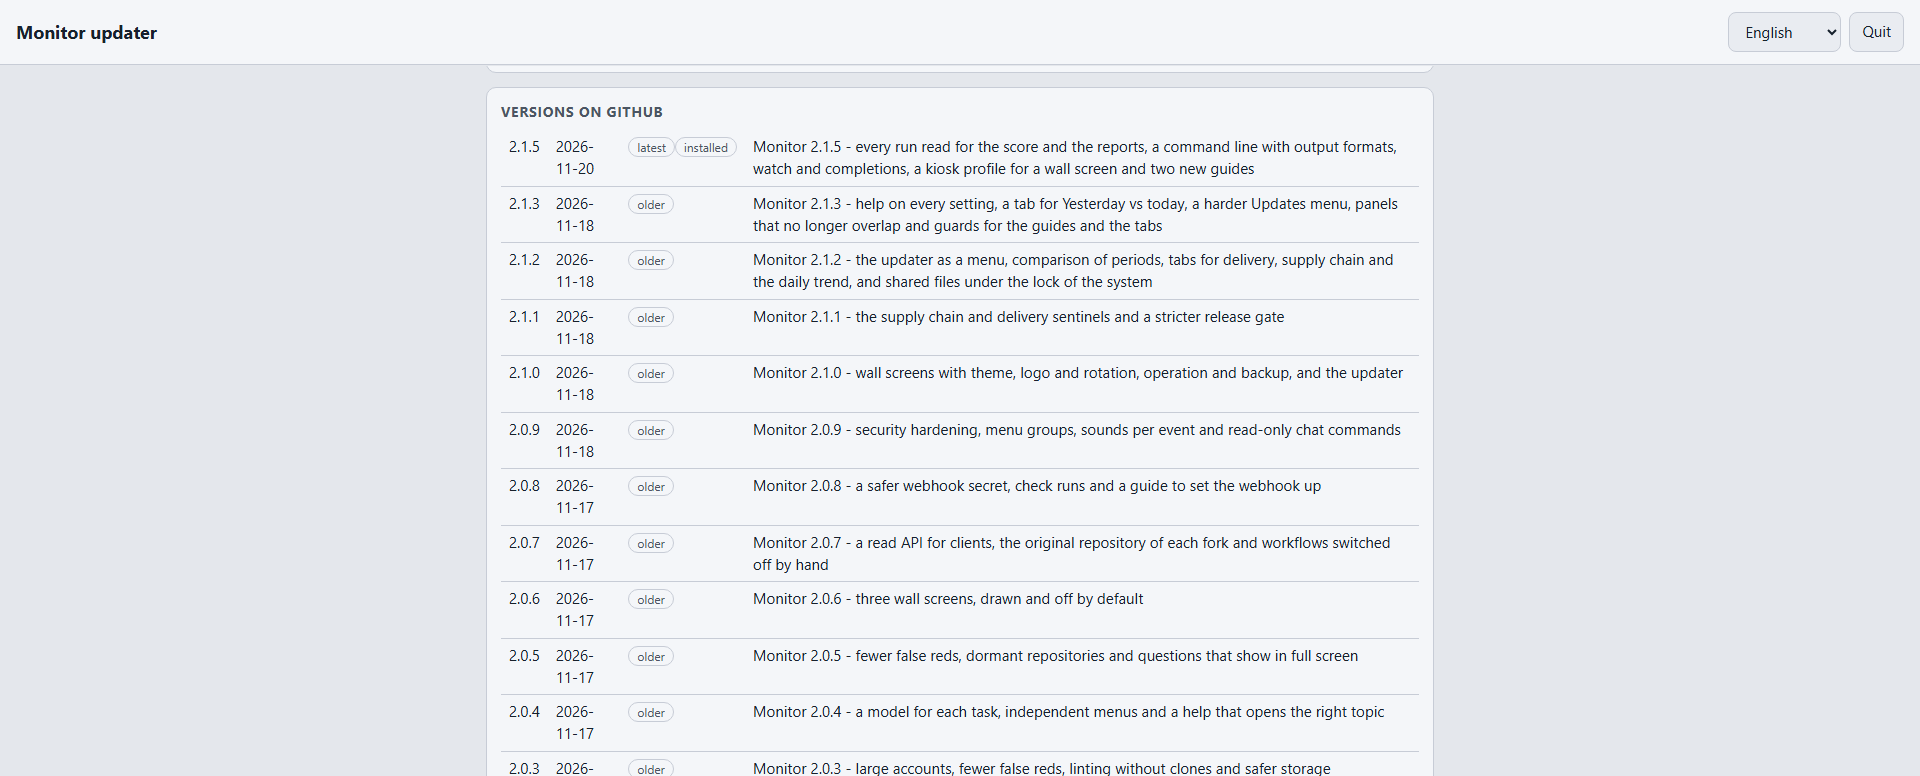 Monitor updater
English
Quit
VERSIONS ON GITHUB
2.1.5 2026- latest installed Monitor 2.1.5 - every run read for the score and the reports, a command line with output formats,
11-20 watch and completions, a kiosk profile for a wall screen and two new guides
2.1.3 2026- older Monitor 2.1.3 - help on every setting, a tab for Yesterday vs today, a harder Updates menu, panels
11-18 that no longer overlap and guards for the guides and the tabs
2.1.2 2026- older Monitor 2.1.2 - the updater as a menu, comparison of periods, tabs for delivery, supply chain and
11-18 the daily trend, and shared files under the lock of the system
2.1.1 2026- older Monitor 2.1.1 - the supply chain and delivery sentinels and a stricter release gate
11-18
2.1.0 2026- older Monitor 2.1.0 - wall screens with theme, logo and rotation, operation and backup, and the updater
11-18
2.0.9 2026- older Monitor 2.0.9 - security hardening, menu groups, sounds per event and read-only chat commands
11-18
2.0.8 2026- older Monitor 2.0.8 - a safer webhook secret, check runs and a guide to set the webhook up
11-17
2.0.7 2026- older Monitor 2.0.7 - a read API for clients, the original repository of each fork and workflows switched
11-17 off by hand
2.0.6 2026- older Monitor 2.0.6 - three wall screens, drawn and off by default
11-17
2.0.5 2026- older Monitor 2.0.5 - fewer false reds, dormant repositories and questions that show in full screen
11-17
2.0.4 2026- older Monitor 2.0.4 - a model for each task, independent menus and a help that opens the right topic
11-17
2.0.3 2026- older Monitor 2.0.3 - large accounts, fewer false reds, linting without clones and safer storage